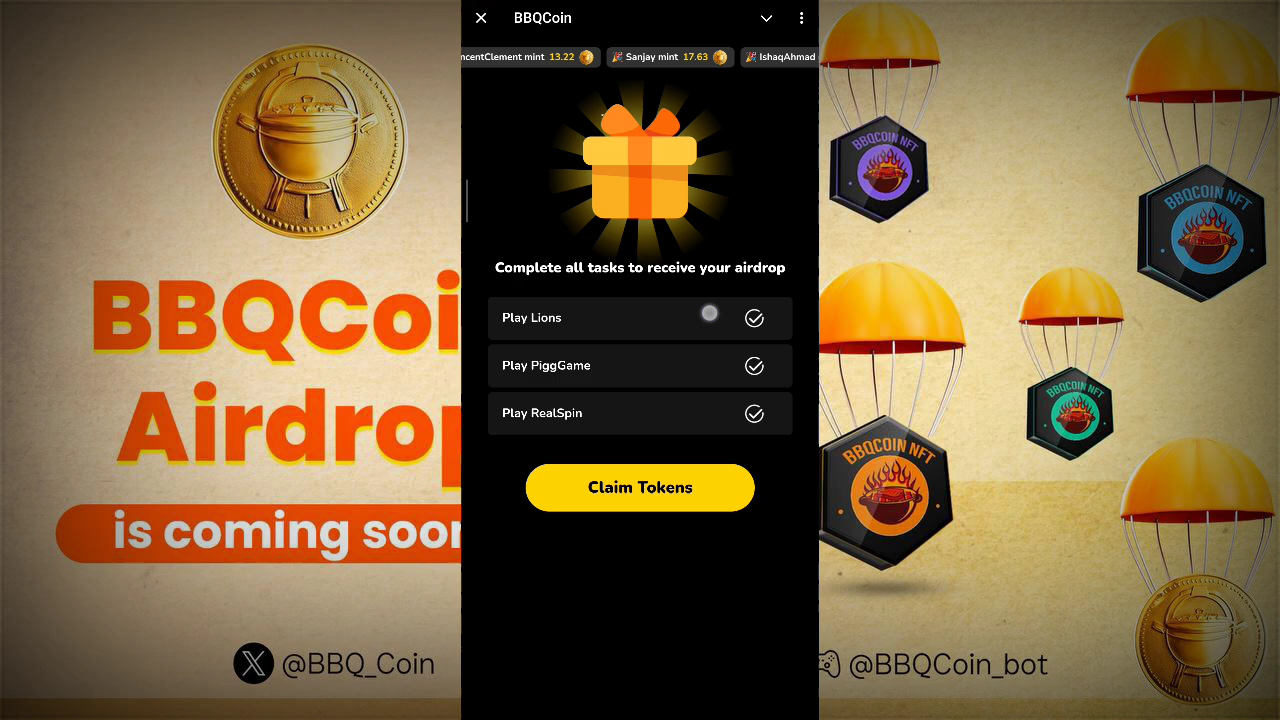 BBQCoin
ncentClement mint 13.22
Sanjay mint 17.63
IshaqAhmad
Complete all tasks to receive your airdrop
Play Lions
Play PiggGame
Play RealSpin
Claim Tokens
BBQCoi
Airdrop
is coming soon
@BBQ_Coin
BBQCOIN NFT
BBQCOIN NFT
BBQCOIN NFT
BBQCOIN NFT
@BBQCoin_bot